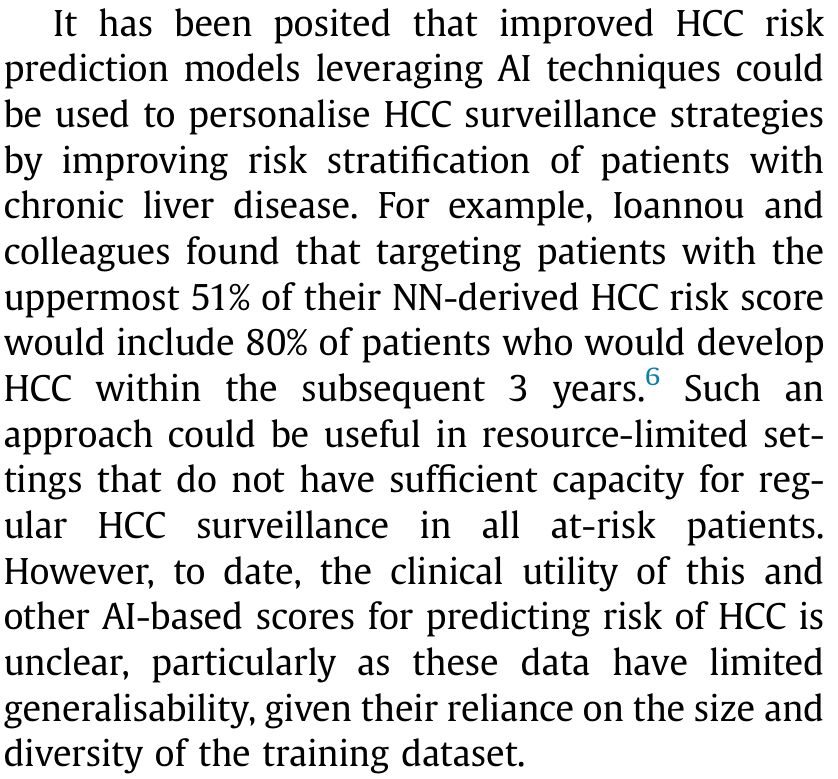 It has been posited that improved HCC risk
prediction models leveraging AI techniques could
be used to personalise HCC surveillance strategies
by improving risk stratification of patients with
chronic liver disease. For example, Ioannou and
colleagues found that targeting patients with the
uppermost 51% of their NN-derived HCC risk score
would include 80% of patients who would develop
HCC within the subsequent 3 years.6 Such an
approach could be useful in resource-limited set-
tings that do not have sufficient capacity for reg-
ular HCC surveillance in all at-risk patients.
However, to date, the clinical utility of this and
other AI-based scores for predicting risk of HCC is
unclear, particularly as these data have limited
generalisability, given their reliance on the size and
diversity of the training dataset.